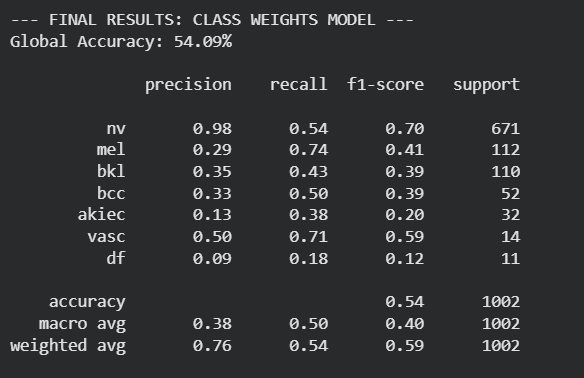 --- FINAL RESULTS: CLASS WEIGHTS MODEL ---
Global Accuracy: 54.09%
precision recall f1-score support
nv 0.98 0.54 0.70 671
mel 0.29 0.74 0.41 112
bkl 0.35 0.43 0.39 110
bcc 0.33 0.50 0.39 52
akiec 0.13 0.38 0.20 32
vasc 0.50 0.71 0.59 14
df 0.09 0.18 0.12 11
accuracy 0.54 1002
macro avg 0.38 0.50 0.40 1002
weighted avg 0.76 0.54 0.59 1002